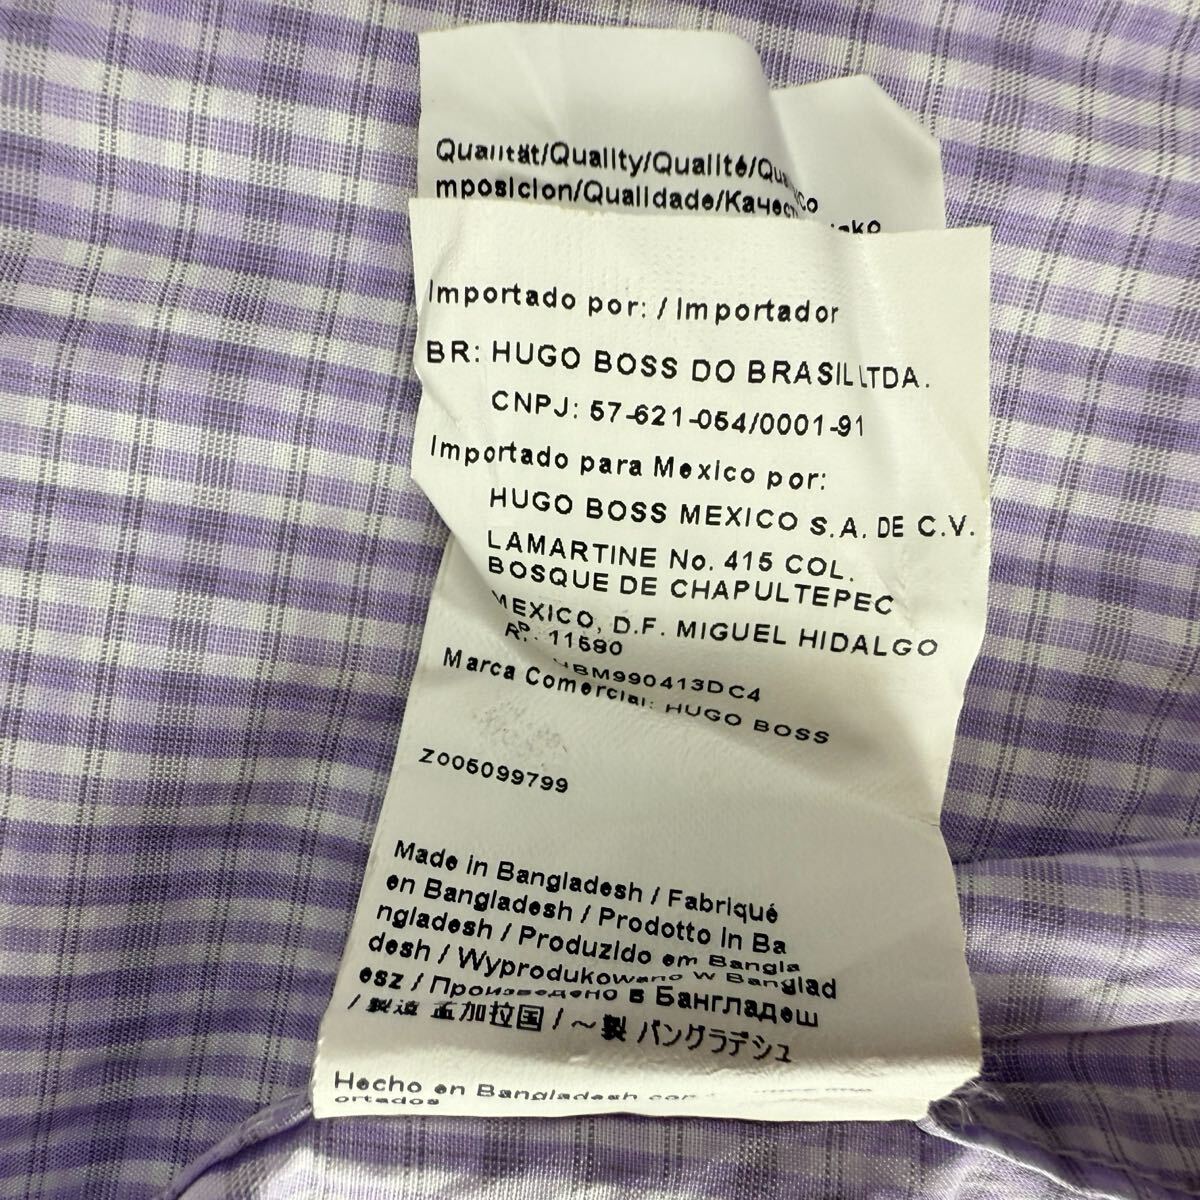 Qualität/Quality/Qualité/
mposicion/Qualidade/
Importado por: / Importador
BR: HUGO BOSS DO BRASIL LTDA.
CNPJ: 57-621-054/0001-91
Importado para Mexico por:
HUGO BOSS MEXICO S.A. DE C.V.
LAMARTINE No. 415 COL.
BOSQUE DE CHAPULTEPEC
MEXICO, D.F. MIGUEL HIDALGO
11580
HBM990413DC4
Marca Comercial: HUGO BOSS
Z005099799
Made in Bangladesh / Fabriqué
en Bangladesh / Prodotto in Ba
ngladesh / Produzido em Bangla
desh / Wyprodukowano w Banglad
esz / Произведено в Бангладеш
/ 製造 孟加拉国 / ～製 バングラデシュ
Hecho en Bangladesh con
ortados